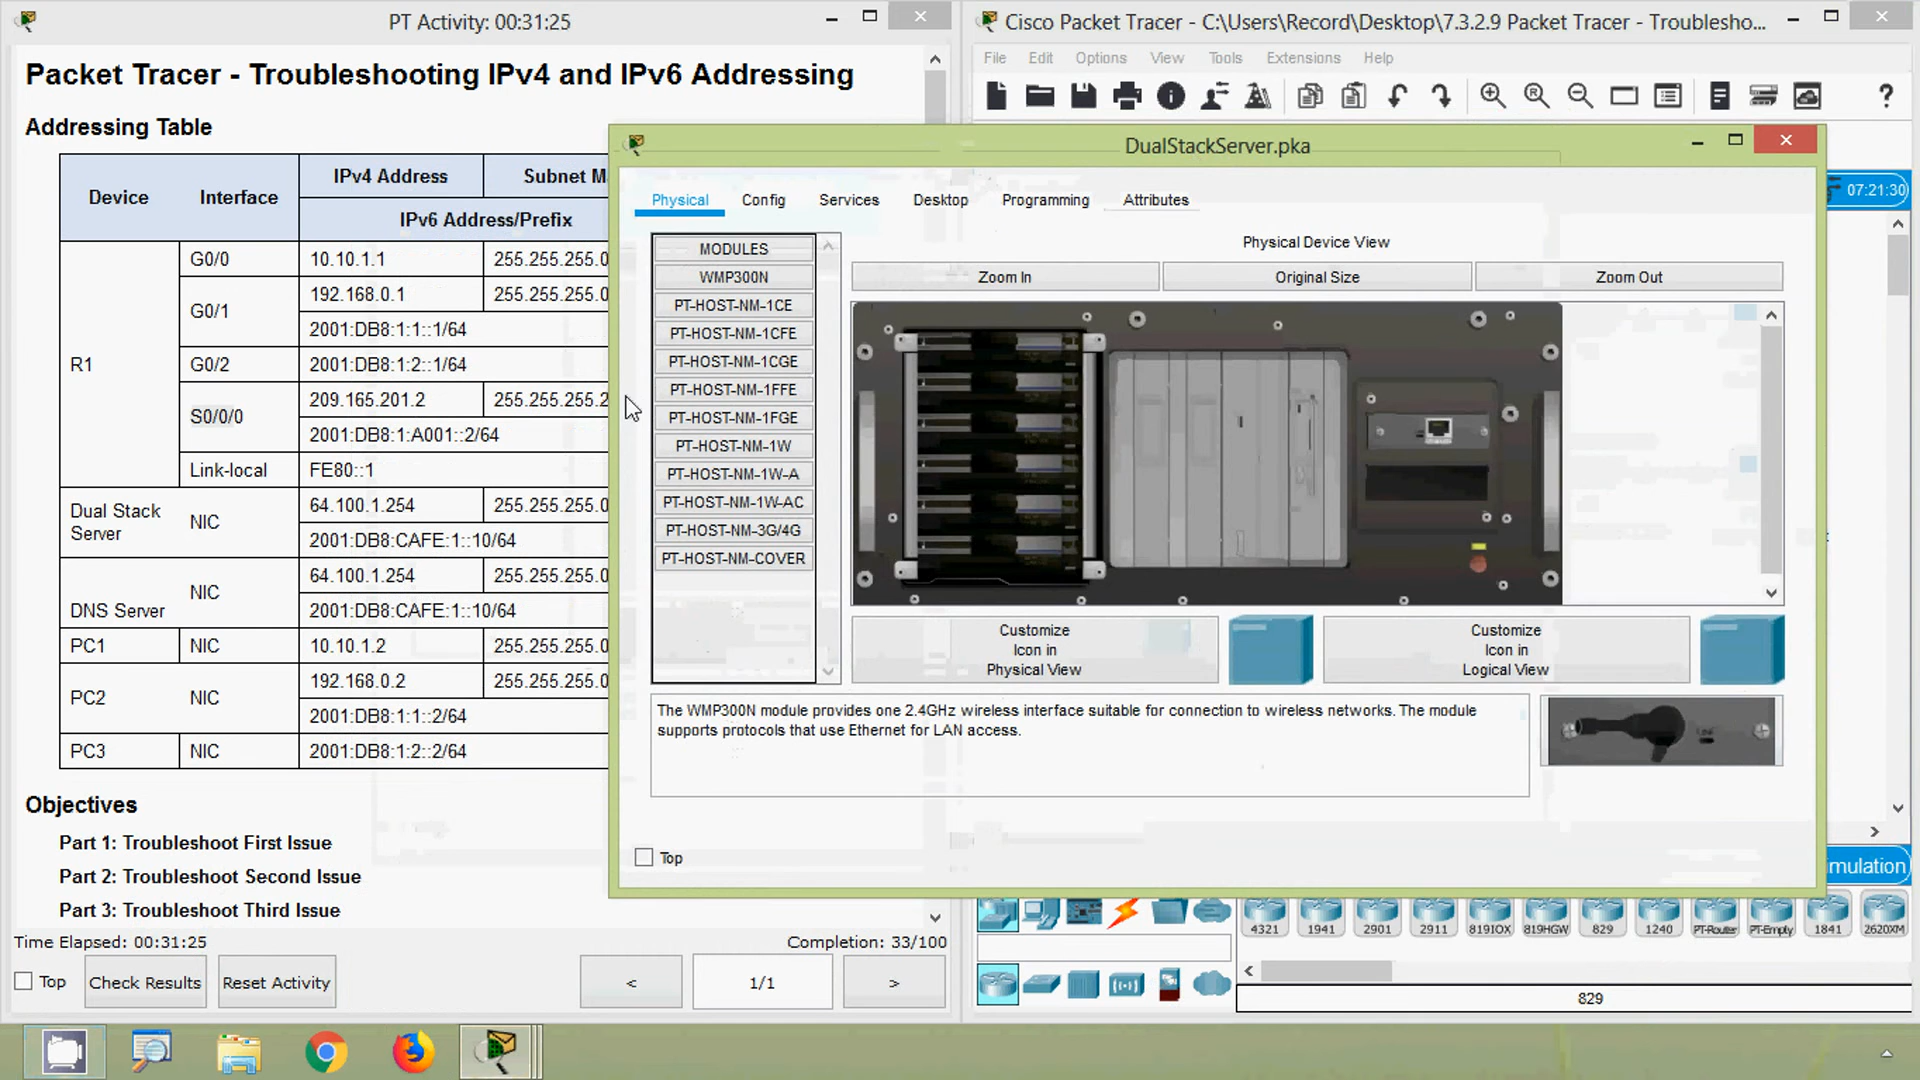 PT Activity: 00:31:25
Packet Tracer - Troubleshooting IPv4 and IPv6 Addressing
Addressing Table
Device Interface IPv4 Address Subnet M
IPv6 Address/Prefix
R1
G0/0 10.10.1.1 255.255.255.0
G0/1 192.168.0.1 255.255.255.0
2001:DB8:1:1::1/64
G0/2 2001:DB8:1:2::1/64
S0/0/0 209.165.201.2 255.255.255.2
2001:DB8:1:A001::2/64
Link-local FE80::1
Dual Stack
Server
NIC 64.100.1.254 255.255.255.0
2001:DB8:CAFE:1::10/64
DNS Server NIC 64.100.1.254 255.255.255.0
2001:DB8:CAFE:1::10/64
PC1 NIC 10.10.1.2 255.255.255.0
PC2 NIC 192.168.0.2 255.255.255.0
2001:DB8:1:1::2/64
PC3 NIC 2001:DB8:1:2::2/64
Objectives
Part 1: Troubleshoot First Issue
Part 2: Troubleshoot Second Issue
Part 3: Troubleshoot Third Issue
Time Elapsed: 00:31:25 Completion: 33/100
Top Check Results Reset Activity < 1/1 >
Cisco Packet Tracer - C:\Users\Record\Desktop\7.3.2.9 Packet Tracer - Troublesho...
File Edit Options View Tools Extensions Help
07:21:30
DualStackServer.pka
Physical Config Services Desktop Programming Attributes
MODULES
WMP300N
PT-HOST-NM-1CE
PT-HOST-NM-1CFE
PT-HOST-NM-1CGE
PT-HOST-NM-1FFE
PT-HOST-NM-1FGE
PT-HOST-NM-1W
PT-HOST-NM-1W-A
PT-HOST-NM-1W-AC
PT-HOST-NM-3G/4G
PT-HOST-NM-COVER
Physical Device View
Zoom In Original Size Zoom Out
Customize
Icon in
Physical View
Customize
Icon in
Logical View
The WMP300N module provides one 2.4GHz wireless interface suitable for connection to wireless networks. The module
supports protocols that use Ethernet for LAN access.
Top
mulation
4321 1941 2901 2911 819IOX 819HGW 829 1240 PT-Router PT-Empty 1841 2620XM
829